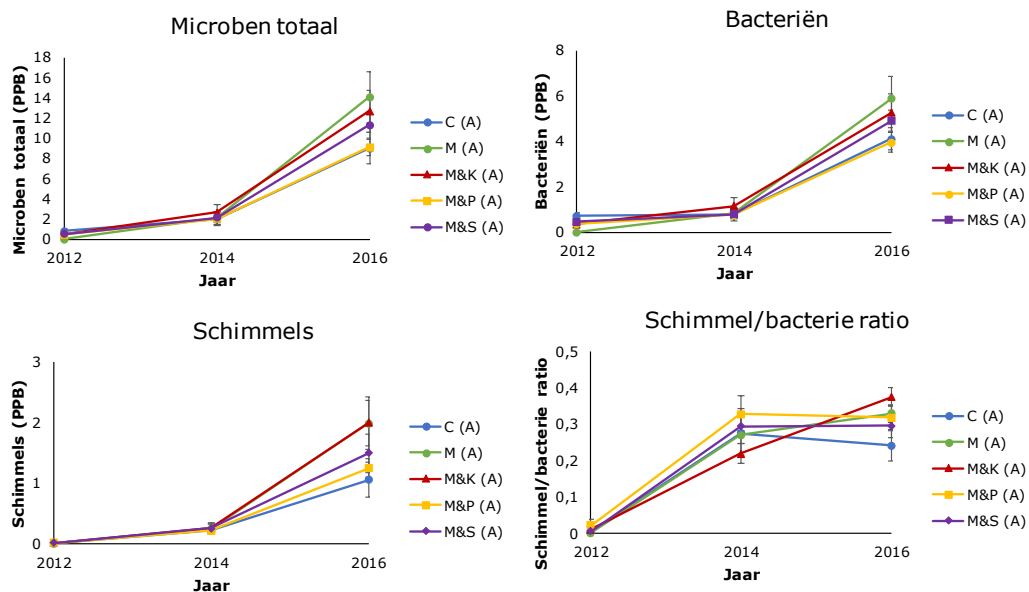 Microben totaal
Microben totaal (PPB)
18
16
14
12
10
8
6
4
2
0
2012 2014 2016
Jaar
C (A)
M (A)
M&K (A)
M&P (A)
M&S (A)
Bacteriën
Bacteriën (PPB)
8
6
4
2
0
2012 2014 2016
Jaar
C (A)
M (A)
M&K (A)
M&P (A)
M&S (A)
Schimmels
Schimmels (PPB)
3
2
1
0
2012 2014 2016
Jaar
C (A)
M (A)
M&K (A)
M&P (A)
M&S (A)
Schimmel/bacterie ratio
Schimmel/bacterie ratio
0,5
0,4
0,3
0,2
0,1
0
2012 2014 2016
Jaar
C (A)
M (A)
M&K (A)
M&P (A)
M&S (A)